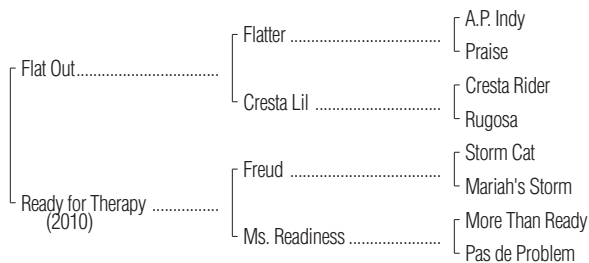 A.P. Indy
Flatter ............................................
Praise
Flat Out..........................................
Cresta Rider
Cresta Lil .....................................
Rugosa
Storm Cat
Freud ............................................
Mariah's Storm
Ready for Therapy ...................
(2010)
More Than Ready
Ms. Readiness ...........................
Pas de Problem